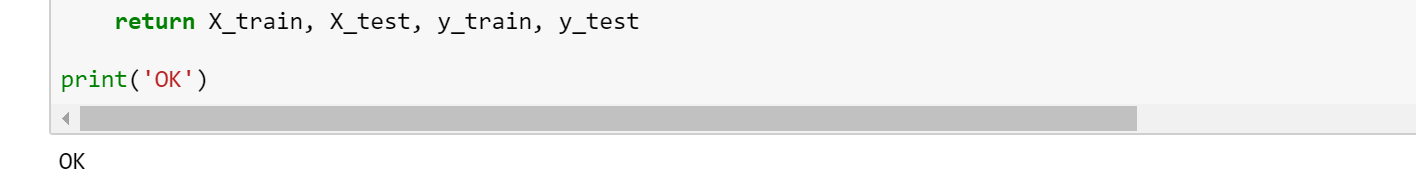 return X_train, X_test, y_train, y_test
print('OK')
OK